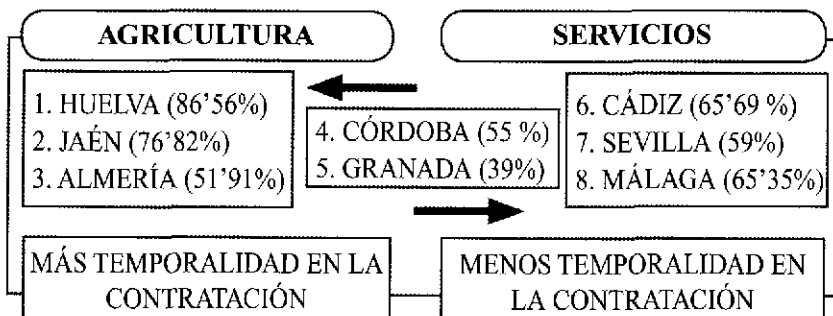 AGRICULTURA
SERVICIOS
1. HUELVA (86'56%)
2. JAÉN (76'82%)
3. ALMERÍA (51'91%)
4. CÓRDOBA (55 %)
5. GRANADA (39%)
6. CÁDIZ (65'69 %)
7. SEVILLA (59%)
8. MÁLAGA (65'35%)
MÁS TEMPORALIDAD EN LA
CONTRATACIÓN
MENOS TEMPORALIDAD EN
LA CONTRATACIÓN